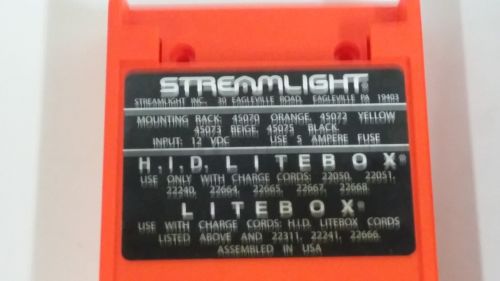 STREAMLIGHT®
STREAMLIGHT INC. 30 EAGLEVILLE ROAD, EAGLEVILLE PA 19403
MOUNTING RACK: 45070 ORANGE, 45072 YELLOW
45073 BEIGE, 45075 BLACK
INPUT: 12 VDC USE 5 AMPERE FUSE
H.I.D. LITEBOX®
USE ONLY WITH CHARGE CORDS: 22050, 22051,
22240, 22664, 22665, 22667, 22668.
LITEBOX®
USE WITH CHARGE CORDS: H.I.D. LITEBOX CORDS
LISTED ABOVE AND 22311, 22241, 22666.
ASSEMBLED IN USA